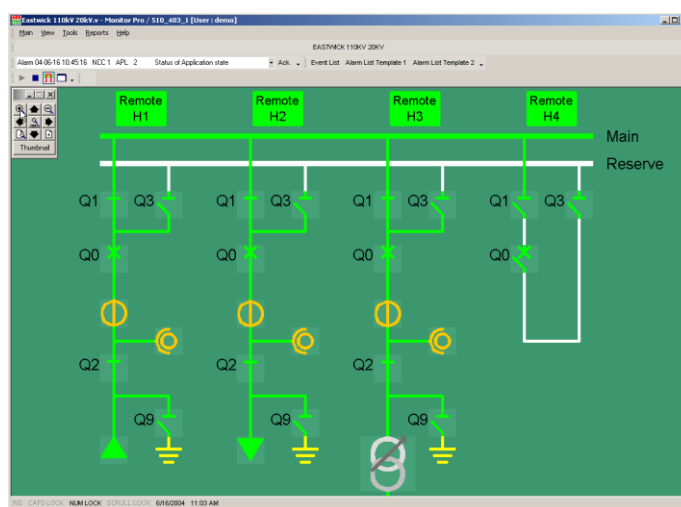 Eastwick 110kV 20kV.v - Monitor Pro / S10_403_1 [User : demo]
Main View Tools Reports Help
EASTWICK 110KV 20KV
Alarm 04-06-16 10:45:16 NCC 1 APL 2 Status of Application state Ack. Event List Alarm List Template 1 Alarm List Template 2
Thumbnail
Remote H1 Remote H2 Remote H3 Remote H4
Main
Reserve
Q1 Q3 Q1 Q3 Q1 Q3 Q1 Q3
Q0 Q0 Q0 Q0
Q2 Q2 Q2
Q9 Q9 Q9
INS CAPS LOCK NUM LOCK SCROLL LOCK 6/16/2004 11:03 AM